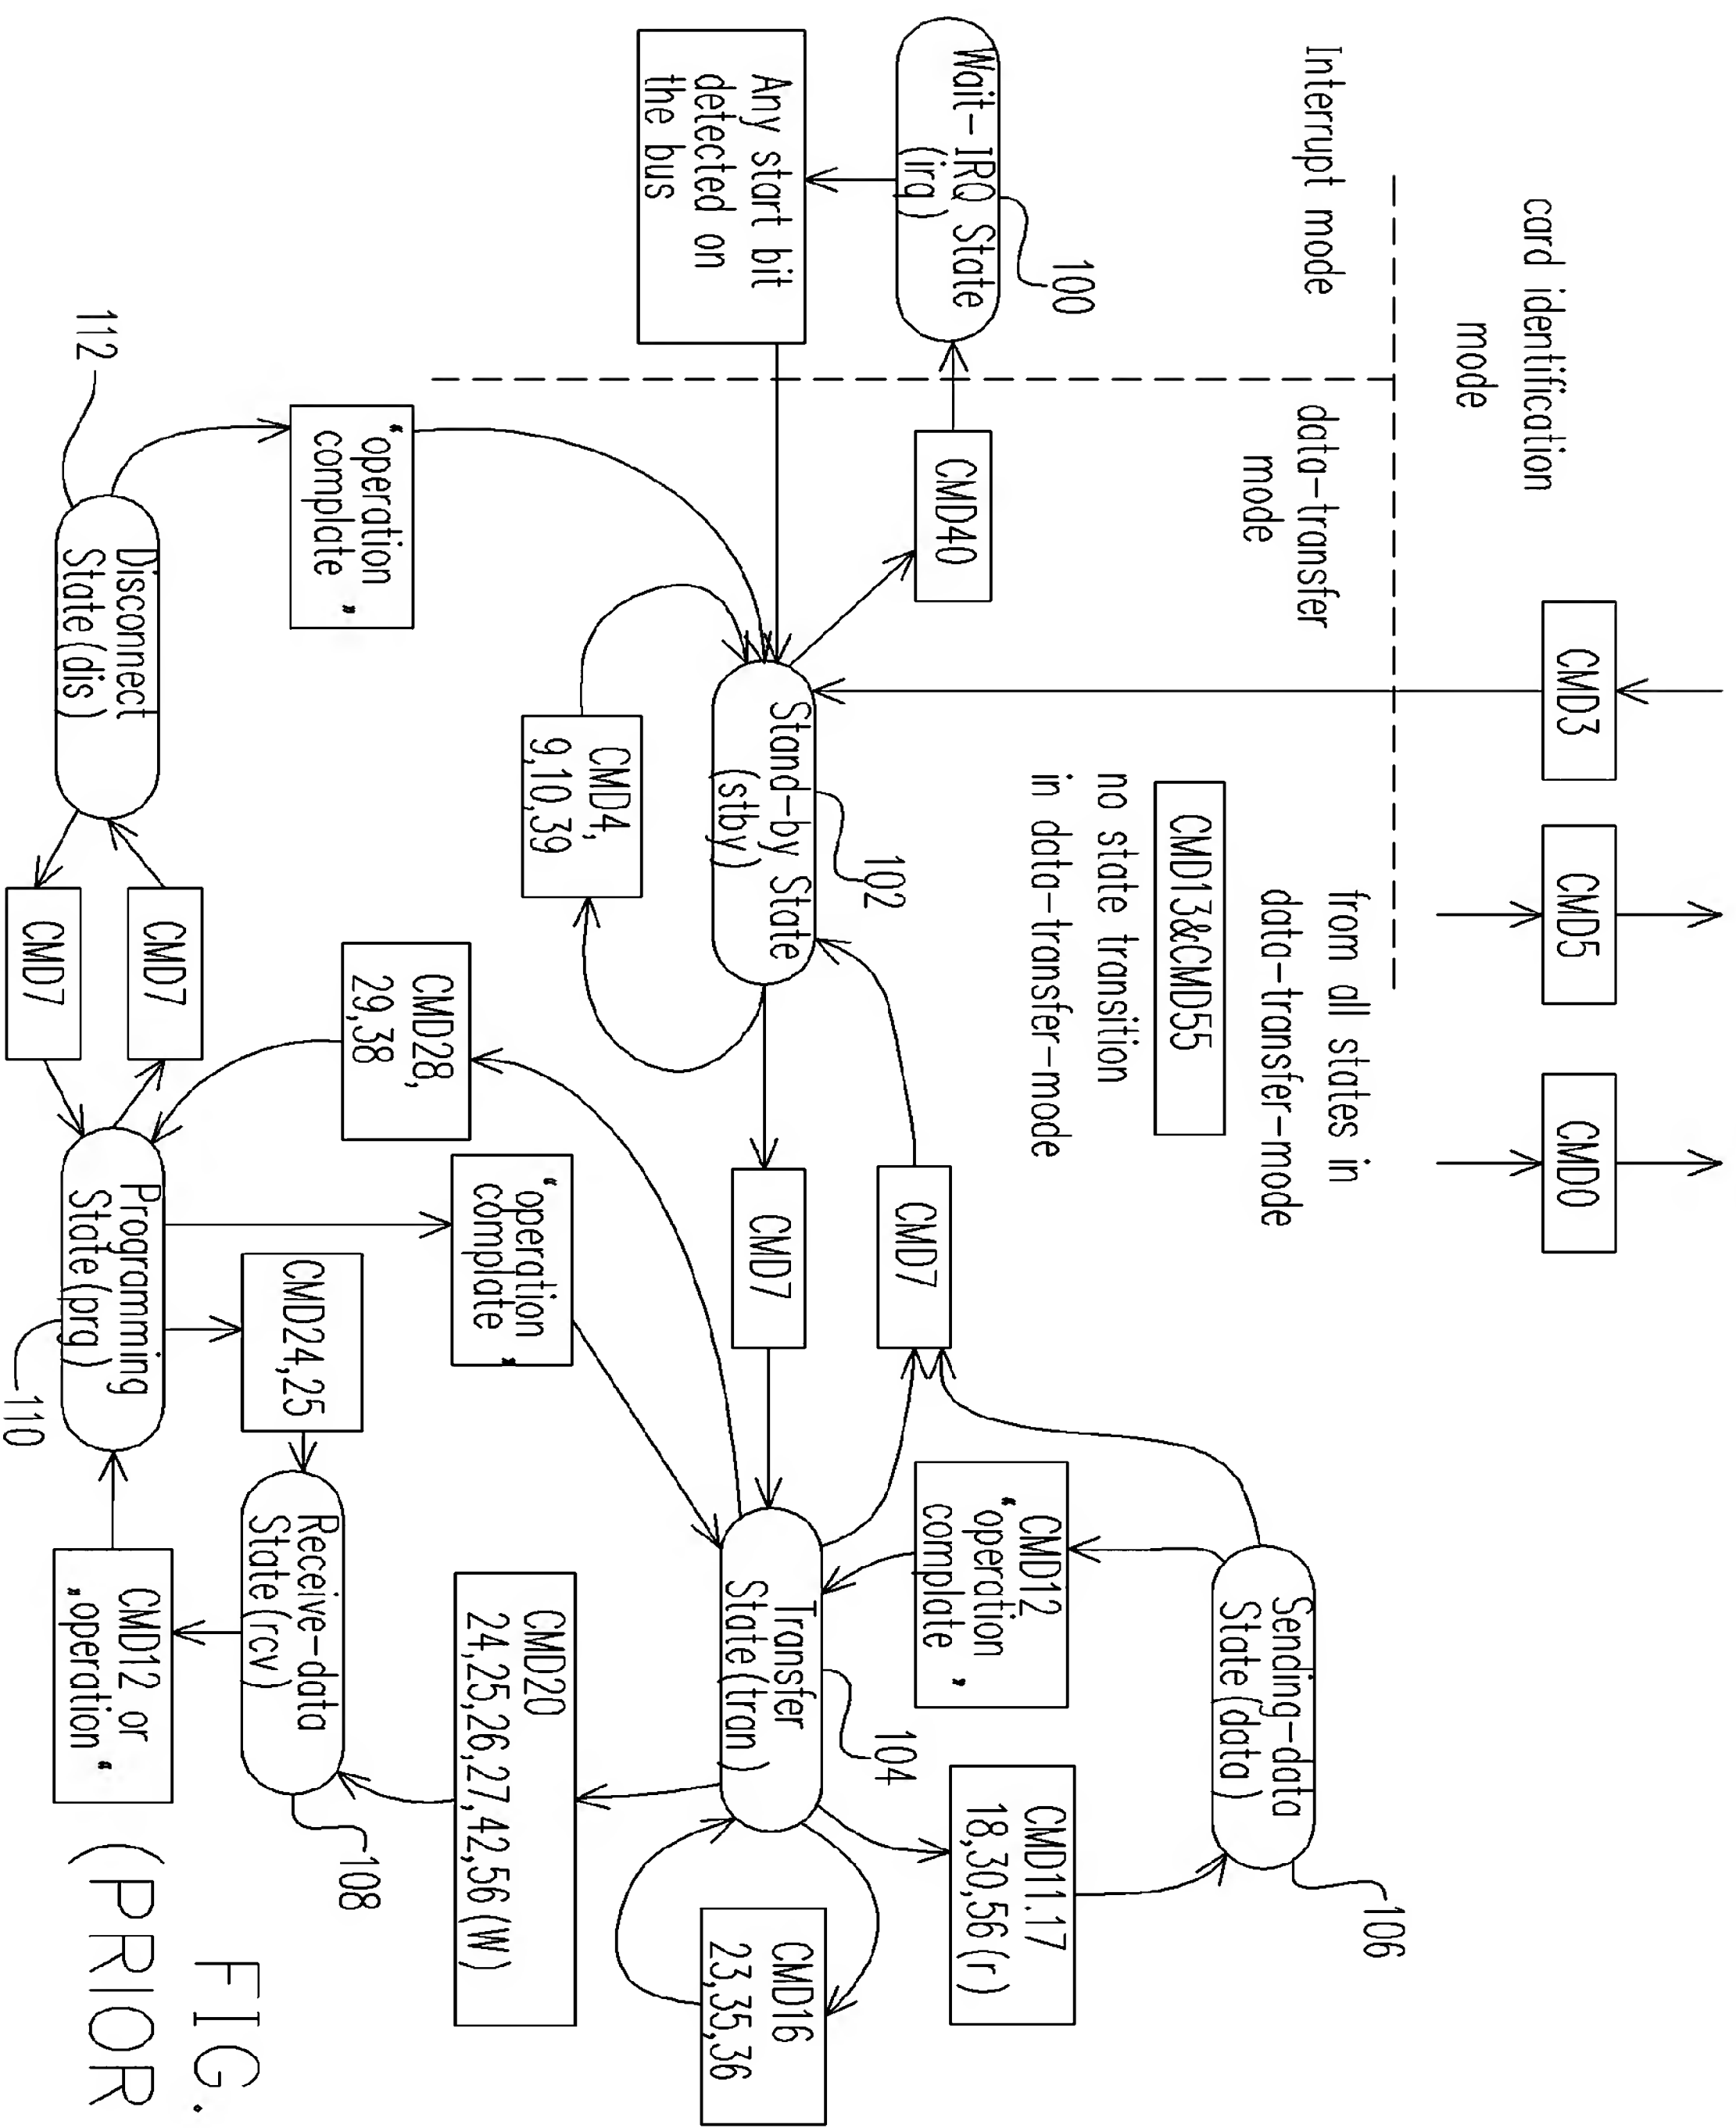 card identification
mode
CMD3
CMD5
CMD0
Interrupt mode
data-transfer
mode
from all states in
data-transfer-mode
CMD13&CMD55
no state transition
in data-transfer-mode
Wait-IRQ State
(irq)
100
CMD40
Any start bit
detected on
the bus
Stand-by State
(stby)
102
CMD7
CMD7
CMD4,
9,10,39
Sending-data
State(data)
106
CMD12
“operation
complate
”
CMD11.17
18,30,56(r)
Transfer
State(tran)
104
CMD16
23,35,36
“operation
complate
”
“operation
complate
”
CMD28,
29,38
CMD20
24,25,26,27,42,56(W)
CMD24,25
Receive-data
State(rcv)
108
Disconnect
State(dis)
112
CMD7
CMD7
Programming
State(prg)
110
CMD12 or
”operation“
FIG.
(PRIOR